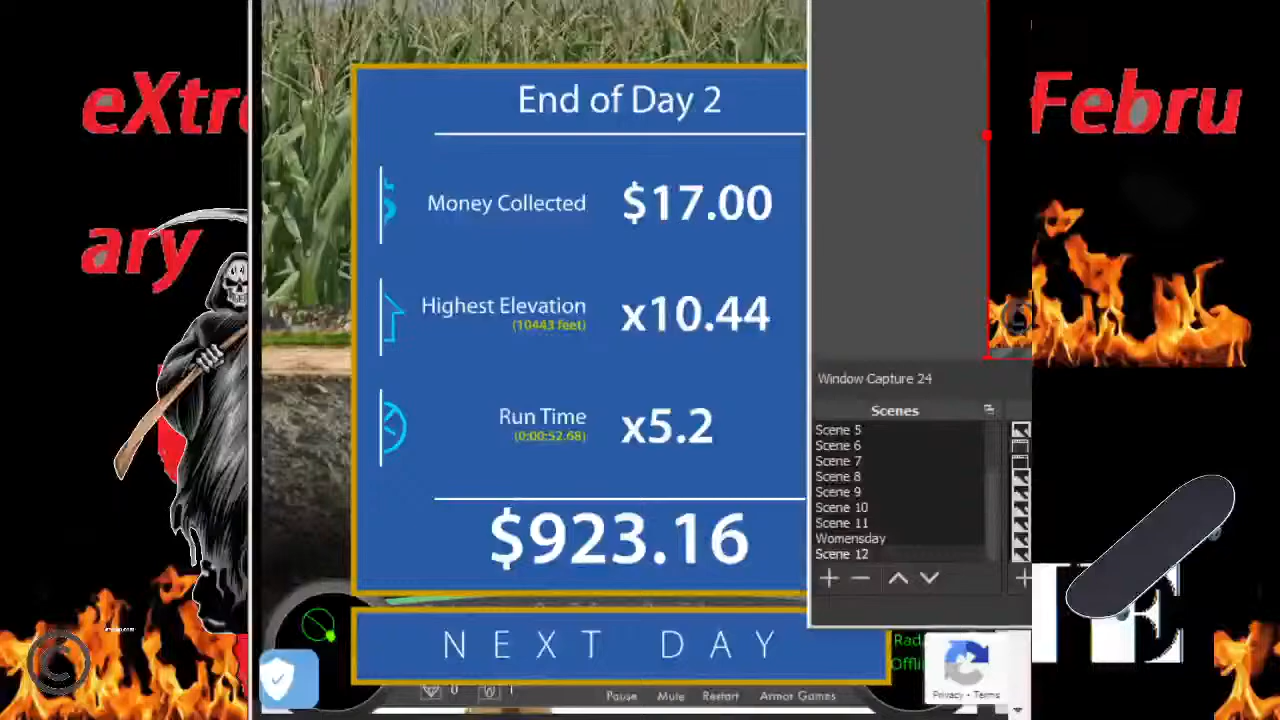 eXtre
Febru
ary
End of Day 2
Money Collected $17.00
Highest Elevation x10.44
(10443 feet)
Run Time x5.2
(0:00:52.68)
$923.16
NEXT DAY
Window Capture 24
Scenes
Scene 5
Scene 6
Scene 7
Scene 8
Scene 9
Scene 10
Scene 11
Womensday
Scene 12
Privacy - Terms
Pause Mute Restart Armor Games